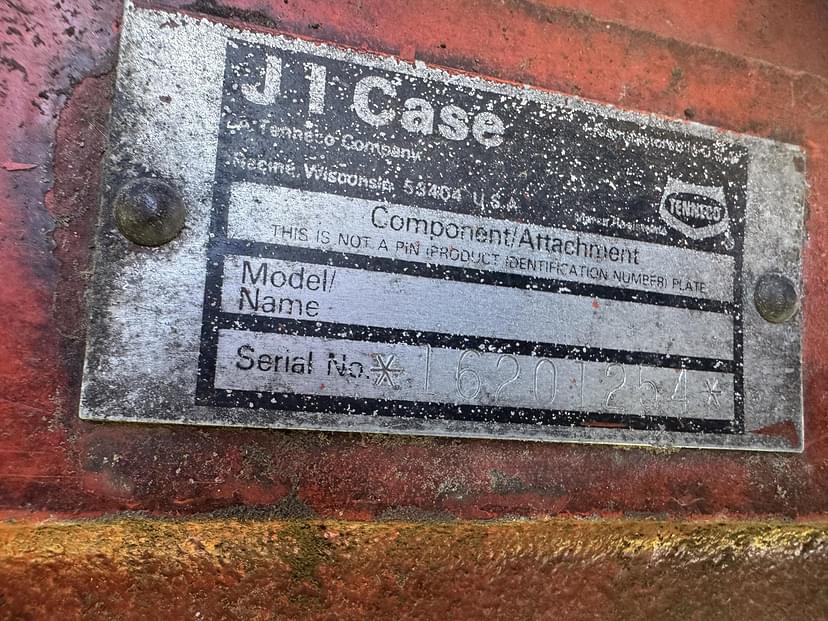 J I Case
A Tenneco Company
Racine, Wisconsin 53404 U.S.A.
TENNECO
Component/Attachment
THIS IS NOT A PIN (PRODUCT IDENTIFICATION NUMBER) PLATE
Model/
Name
Serial No. *16201254*